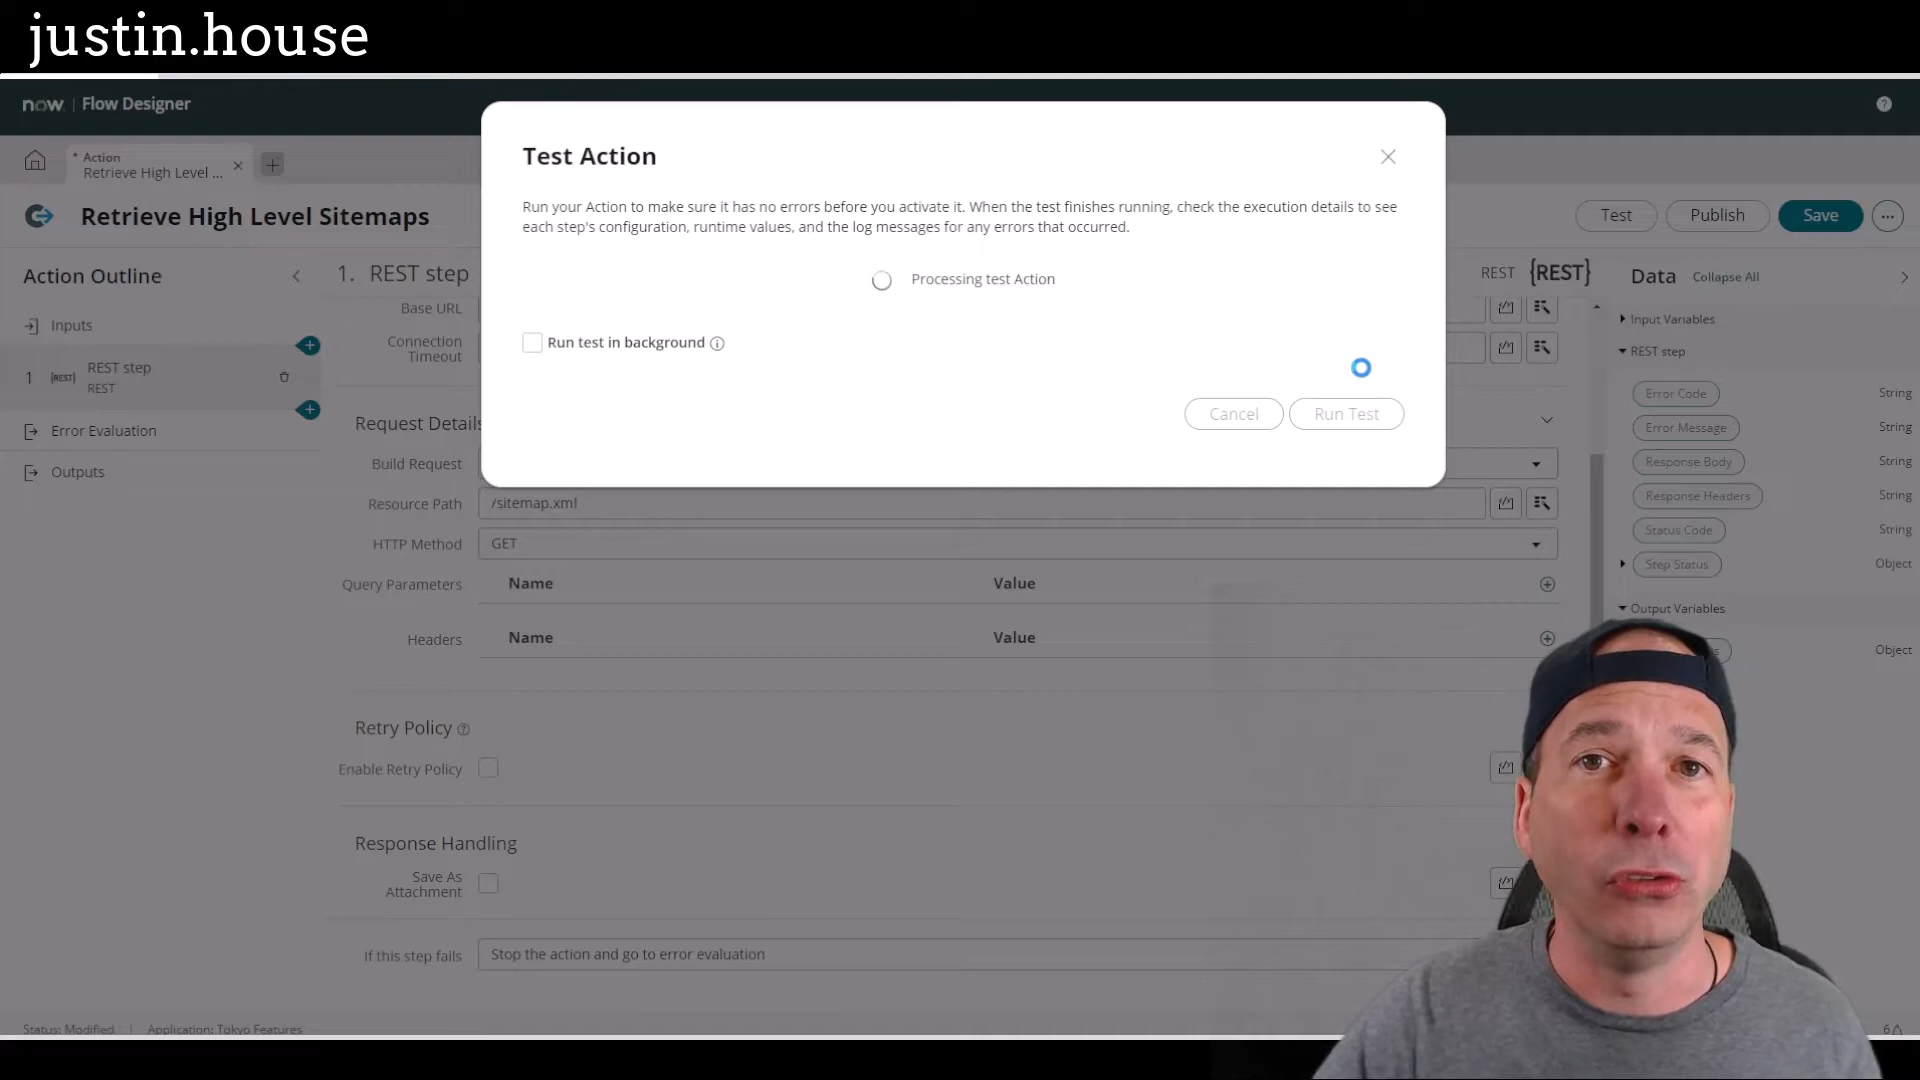 justin.house
now. | Flow Designer
* Action
Retrieve High Level ...
Retrieve High Level Sitemaps
Test
Publish
Save
Action Outline
Inputs
1
REST step
REST
Error Evaluation
Outputs
1. REST step
REST {REST}
Base URL
Connection
Timeout
Request Details
Build Request
Resource Path
/sitemap.xml
HTTP Method
GET
Query Parameters
Name
Value
Headers
Name
Value
Retry Policy
Enable Retry Policy
Response Handling
Save As
Attachment
If this step fails
Stop the action and go to error evaluation
Test Action
Run your Action to make sure it has no errors before you activate it. When the test finishes running, check the execution details to see
each step's configuration, runtime values, and the log messages for any errors that occurred.
Processing test Action
Run test in background
Cancel
Run Test
Data Collapse All
Input Variables
REST step
Error Code String
Error Message String
Response Body String
Response Headers String
Status Code String
Step Status Object
Output Variables
Object
Status: Modified | Application: Tokyo Features